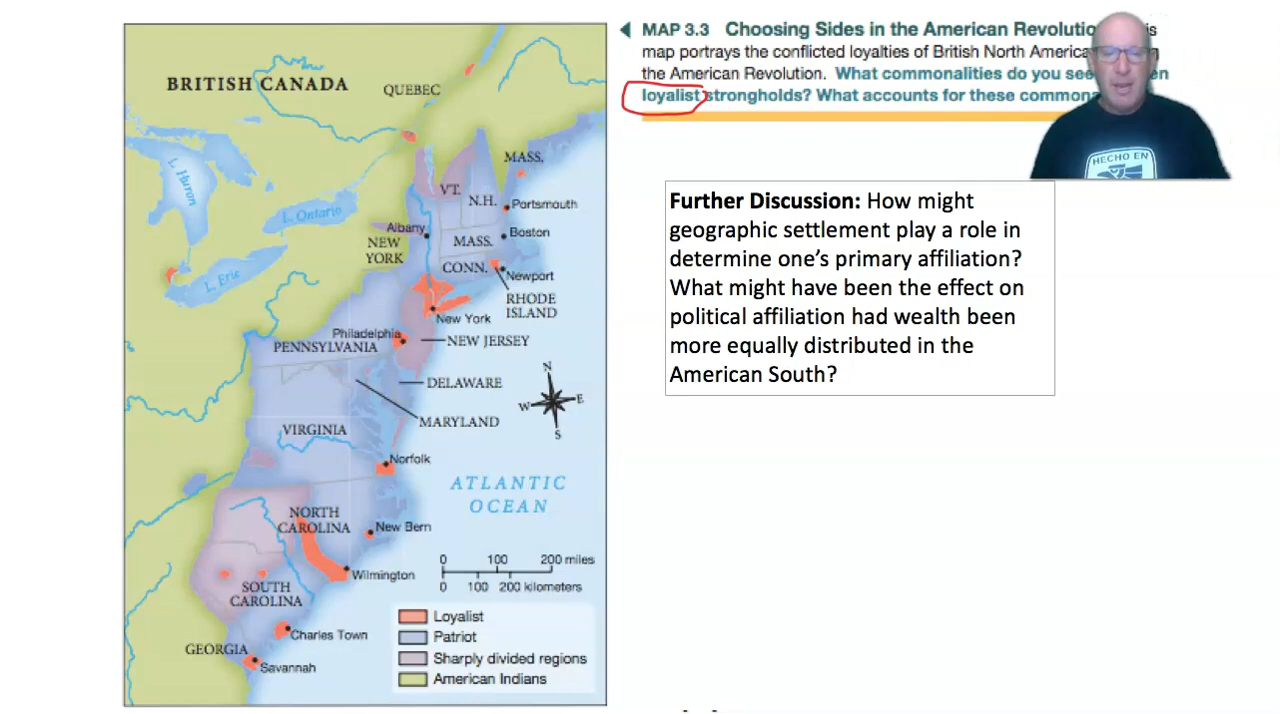 MAP 3.3 Choosing Sides in the American Revolutio
map portrays the conflicted loyalties of British North America
the American Revolution. What commonalities do you see
loyalist strongholds? What accounts for these
HECHO EN
Further Discussion: How might
geographic settlement play a role in
determine one's primary affiliation?
What might have been the effect on
political affiliation had wealth been
more equally distributed in the
American South?
BRITISH CANADA
QUEBEC
L. Huron
L. Ontario
L. Erie
MASS.
VT.
N.H.
Portsmouth
Albany
NEW
YORK
MASS.
Boston
CONN.
Newport
RHODE
ISLAND
New York
Philadelphia
PENNSYLVANIA
NEW JERSEY
DELAWARE
MARYLAND
N
W
E
S
VIRGINIA
Norfolk
ATLANTIC
OCEAN
NORTH
CAROLINA
New Bern
0 100 200 miles
0 100 200 kilometers
Wilmington
SOUTH
CAROLINA
Charles Town
GEORGIA
Savannah
Loyalist
Patriot
Sharply divided regions
American Indians